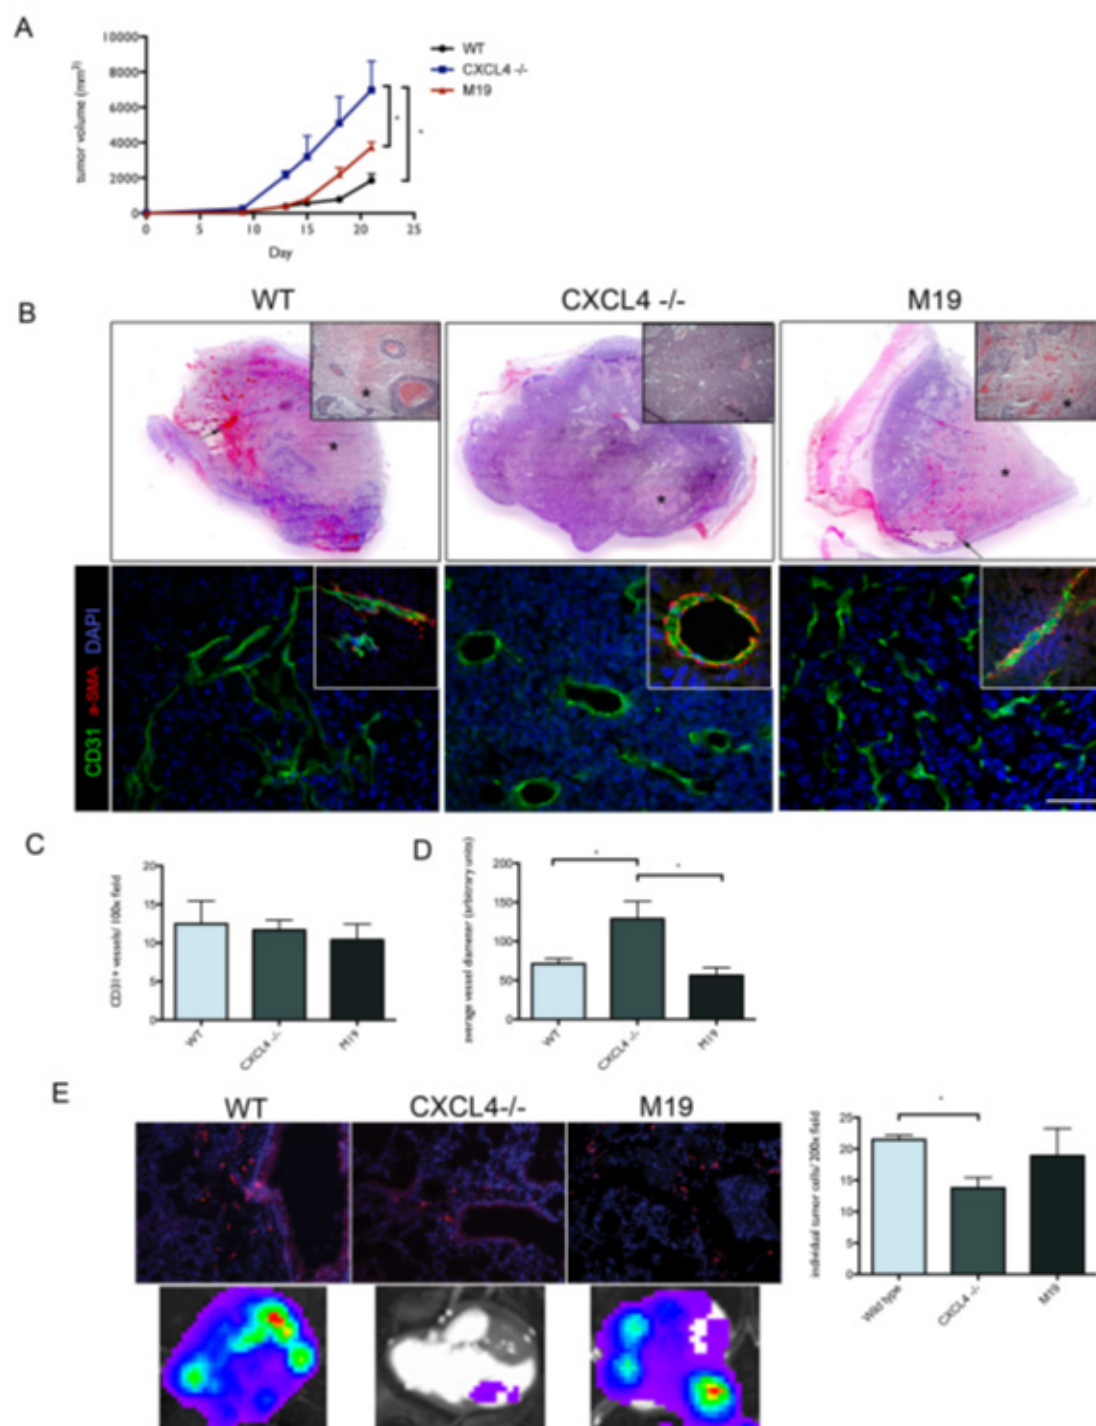 A
tumor volume (mm3)
10000
8000
6000
4000
2000
0
0 5 10 15 20 25
Day
WT
CXCL4 -/-
M19
*
*
B
WT CXCL4 -/- M19
*
*
*
*
*
CD31 a-SMA DAPI
C
CD31+ vessels/ 100x field
20
15
10
5
0
WT CXCL4 -/- M19
D
average vessel diameter (arbitrary units)
200
150
100
50
0
WT CXCL4 -/- M19
*
*
E
WT CXCL4-/- M19
individual tumor cells/ 200x field
25
20
15
10
5
0
Wild type CXCL4 -/- M19
*